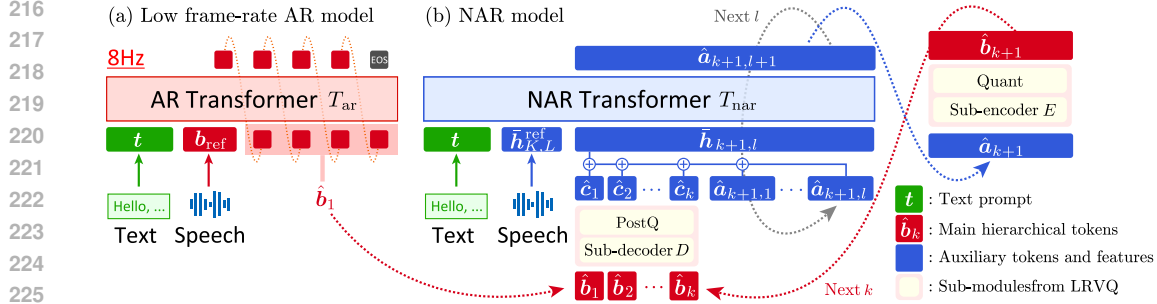 216
217
218
219
220
221
222
223
224
225
(a) Low frame-rate AR model
8Hz
EOS
AR Transformer T_ar
t
b_ref
b̂_1
Hello, ...
Text
Speech
(b) NAR model
Next l
â_{k+1,l+1}
NAR Transformer T_nar
t
h̄^ref_{K,L}
h̄_{k+1,l}
ĉ_1 ĉ_2 ··· ĉ_k â_{k+1,1} ··· â_{k+1,l}
Hello, ...
Text
Speech
PostQ
Sub-decoder D
b̂_1 b̂_2 ··· b̂_k
Next k
b̂_{k+1}
Quant
Sub-encoder E
â_{k+1}
t : Text prompt
b̂_k : Main hierarchical tokens
: Auxiliary tokens and features
: Sub-modulesfrom LRVQ